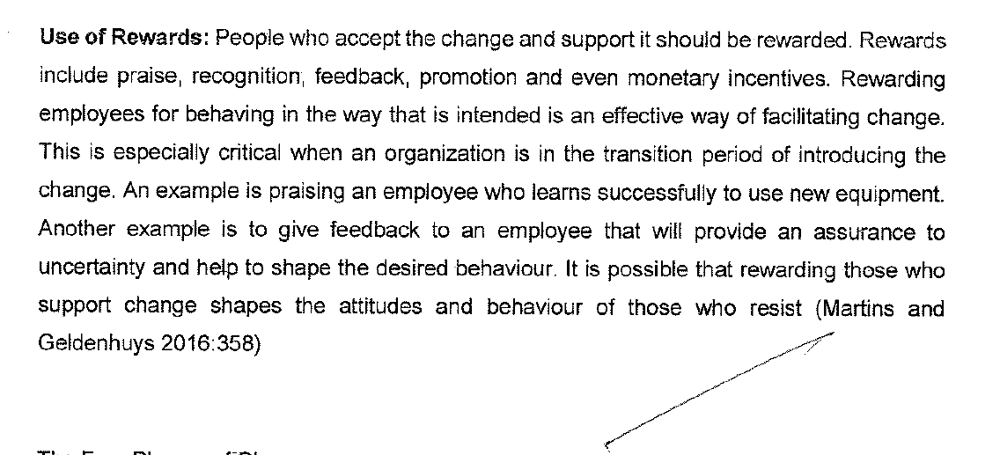 Use of Rewards: People who accept the change and support it should be rewarded. Rewards
include praise, recognition, feedback, promotion and even monetary incentives. Rewarding
employees for behaving in the way that is intended is an effective way of facilitating change.
This is especially critical when an organization is in the transition period of introducing the
change. An example is praising an employee who learns successfully to use new equipment.
Another example is to give feedback to an employee that will provide an assurance to
uncertainty and help to shape the desired behaviour. It is possible that rewarding those who
support change shapes the attitudes and behaviour of those who resist (Martins and
Geldenhuys 2016:358)